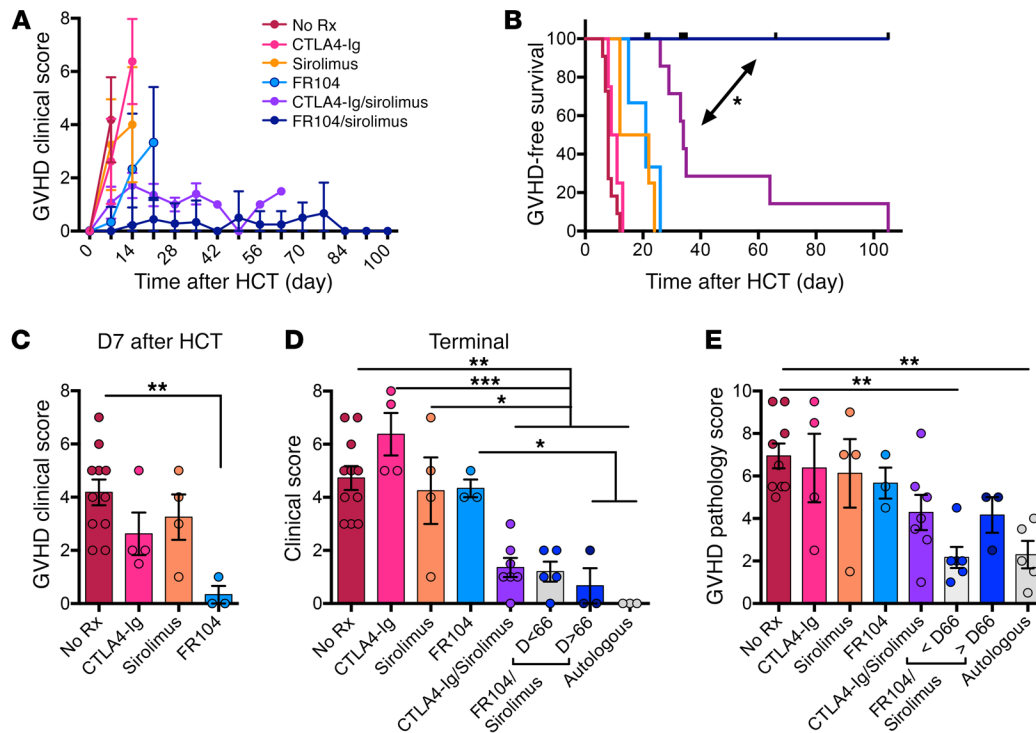 A
GVHD clinical score
8
6
4
2
0
0
14
28
42
56
70
84
100
Time after HCT (day)
No Rx
CTLA4-Ig
Sirolimus
FR104
CTLA4-Ig/sirolimus
FR104/sirolimus
B
GVHD-free survival
100
80
60
40
20
0
0
20
40
60
80
100
Time after HCT (day)
*
C
D7 after HCT
GVHD clinical score
8
6
4
2
0
**
No Rx
CTLA4-Ig
Sirolimus
FR104
D
Terminal
Clinical score
8
6
4
2
0
**
***
*
*
No Rx
CTLA4-Ig
Sirolimus
FR104
CTLA4-Ig/Sirolimus
D<66
D>66
FR104/
Sirolimus
Autologous
E
GVHD pathology score
10
8
6
4
2
0
**
**
No Rx
CTLA4-Ig
Sirolimus
FR104
CTLA4-Ig/Sirolimus
< D66
> D66
FR104/
Sirolimus
Autologous